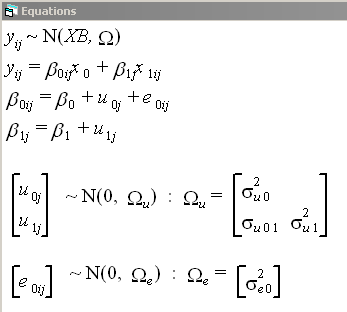 Equations
y_ij ~ N(XB, Ω)
y_ij = β_0ij x_0 + β_1j x_1ij
β_0ij = β_0 + u_0j + e_0ij
β_1j = β_1 + u_1j
[u_0j u_1j] ~ N(0, Ω_u) : Ω_u = [σ²_u0 σ_u01 σ²_u1]
[e_0ij] ~ N(0, Ω_e) : Ω_e = [σ²_e0]